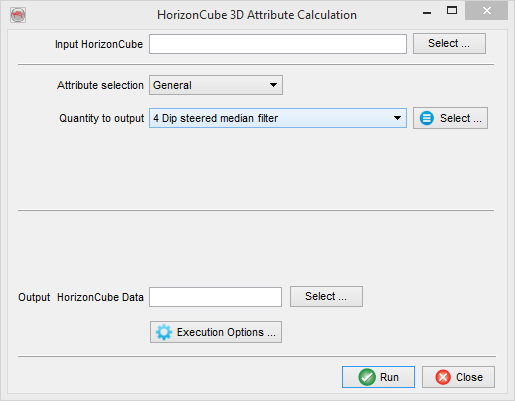 HorizonCube 3D Attribute Calculation
Input HorizonCube Select ...
Attribute selection General
Quantity to output 4 Dip steered median filter Select ...
Output HorizonCube Data Select ...
Execution Options ...
Run Close